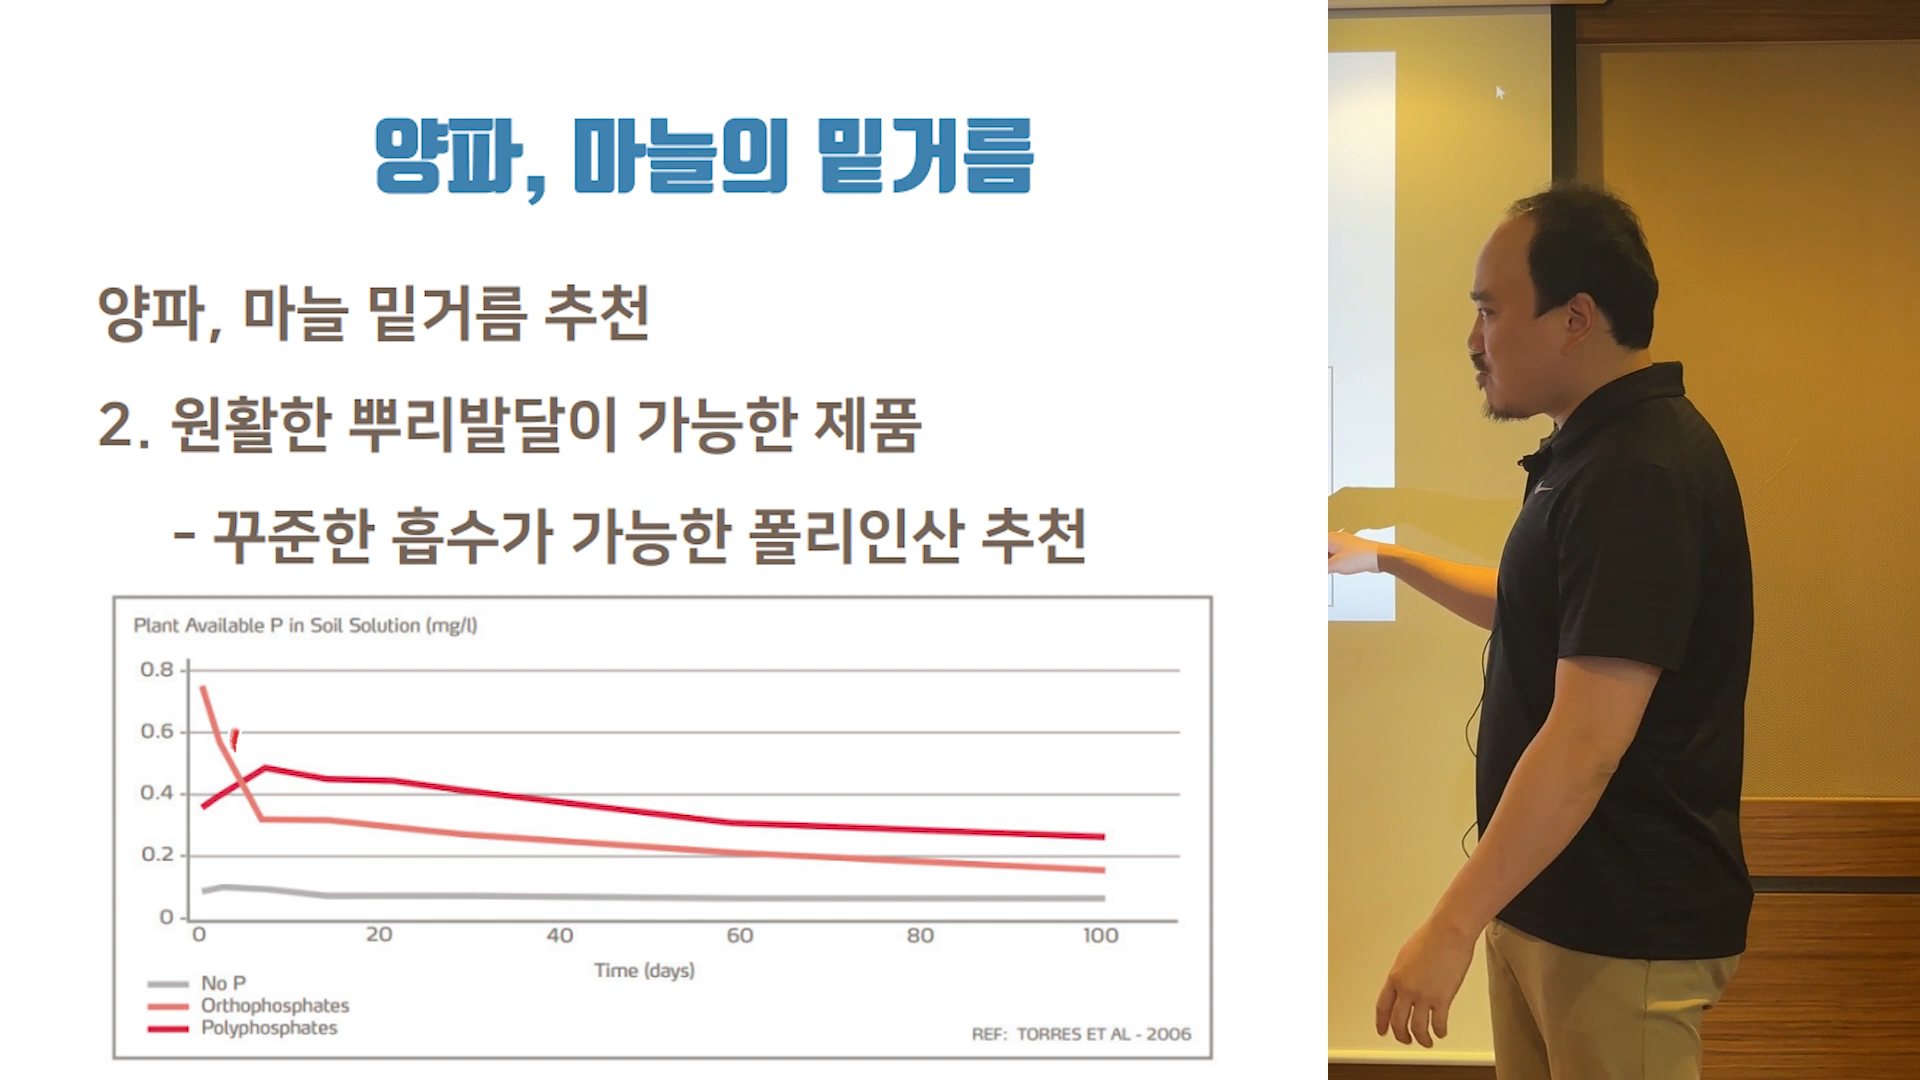 양파, 마늘의 밑거름
양파, 마늘 밑거름 추천
2. 원활한 뿌리발달이 가능한 제품
- 꾸준한 흡수가 가능한 폴리인산 추천
Plant Available P in Soil Solution (mg/l)
0.8
0.6
0.4
0.2
0
0 20 40 60 80 100
Time (days)
No P
Orthophosphates
Polyphosphates
REF: TORRES ET AL - 2006